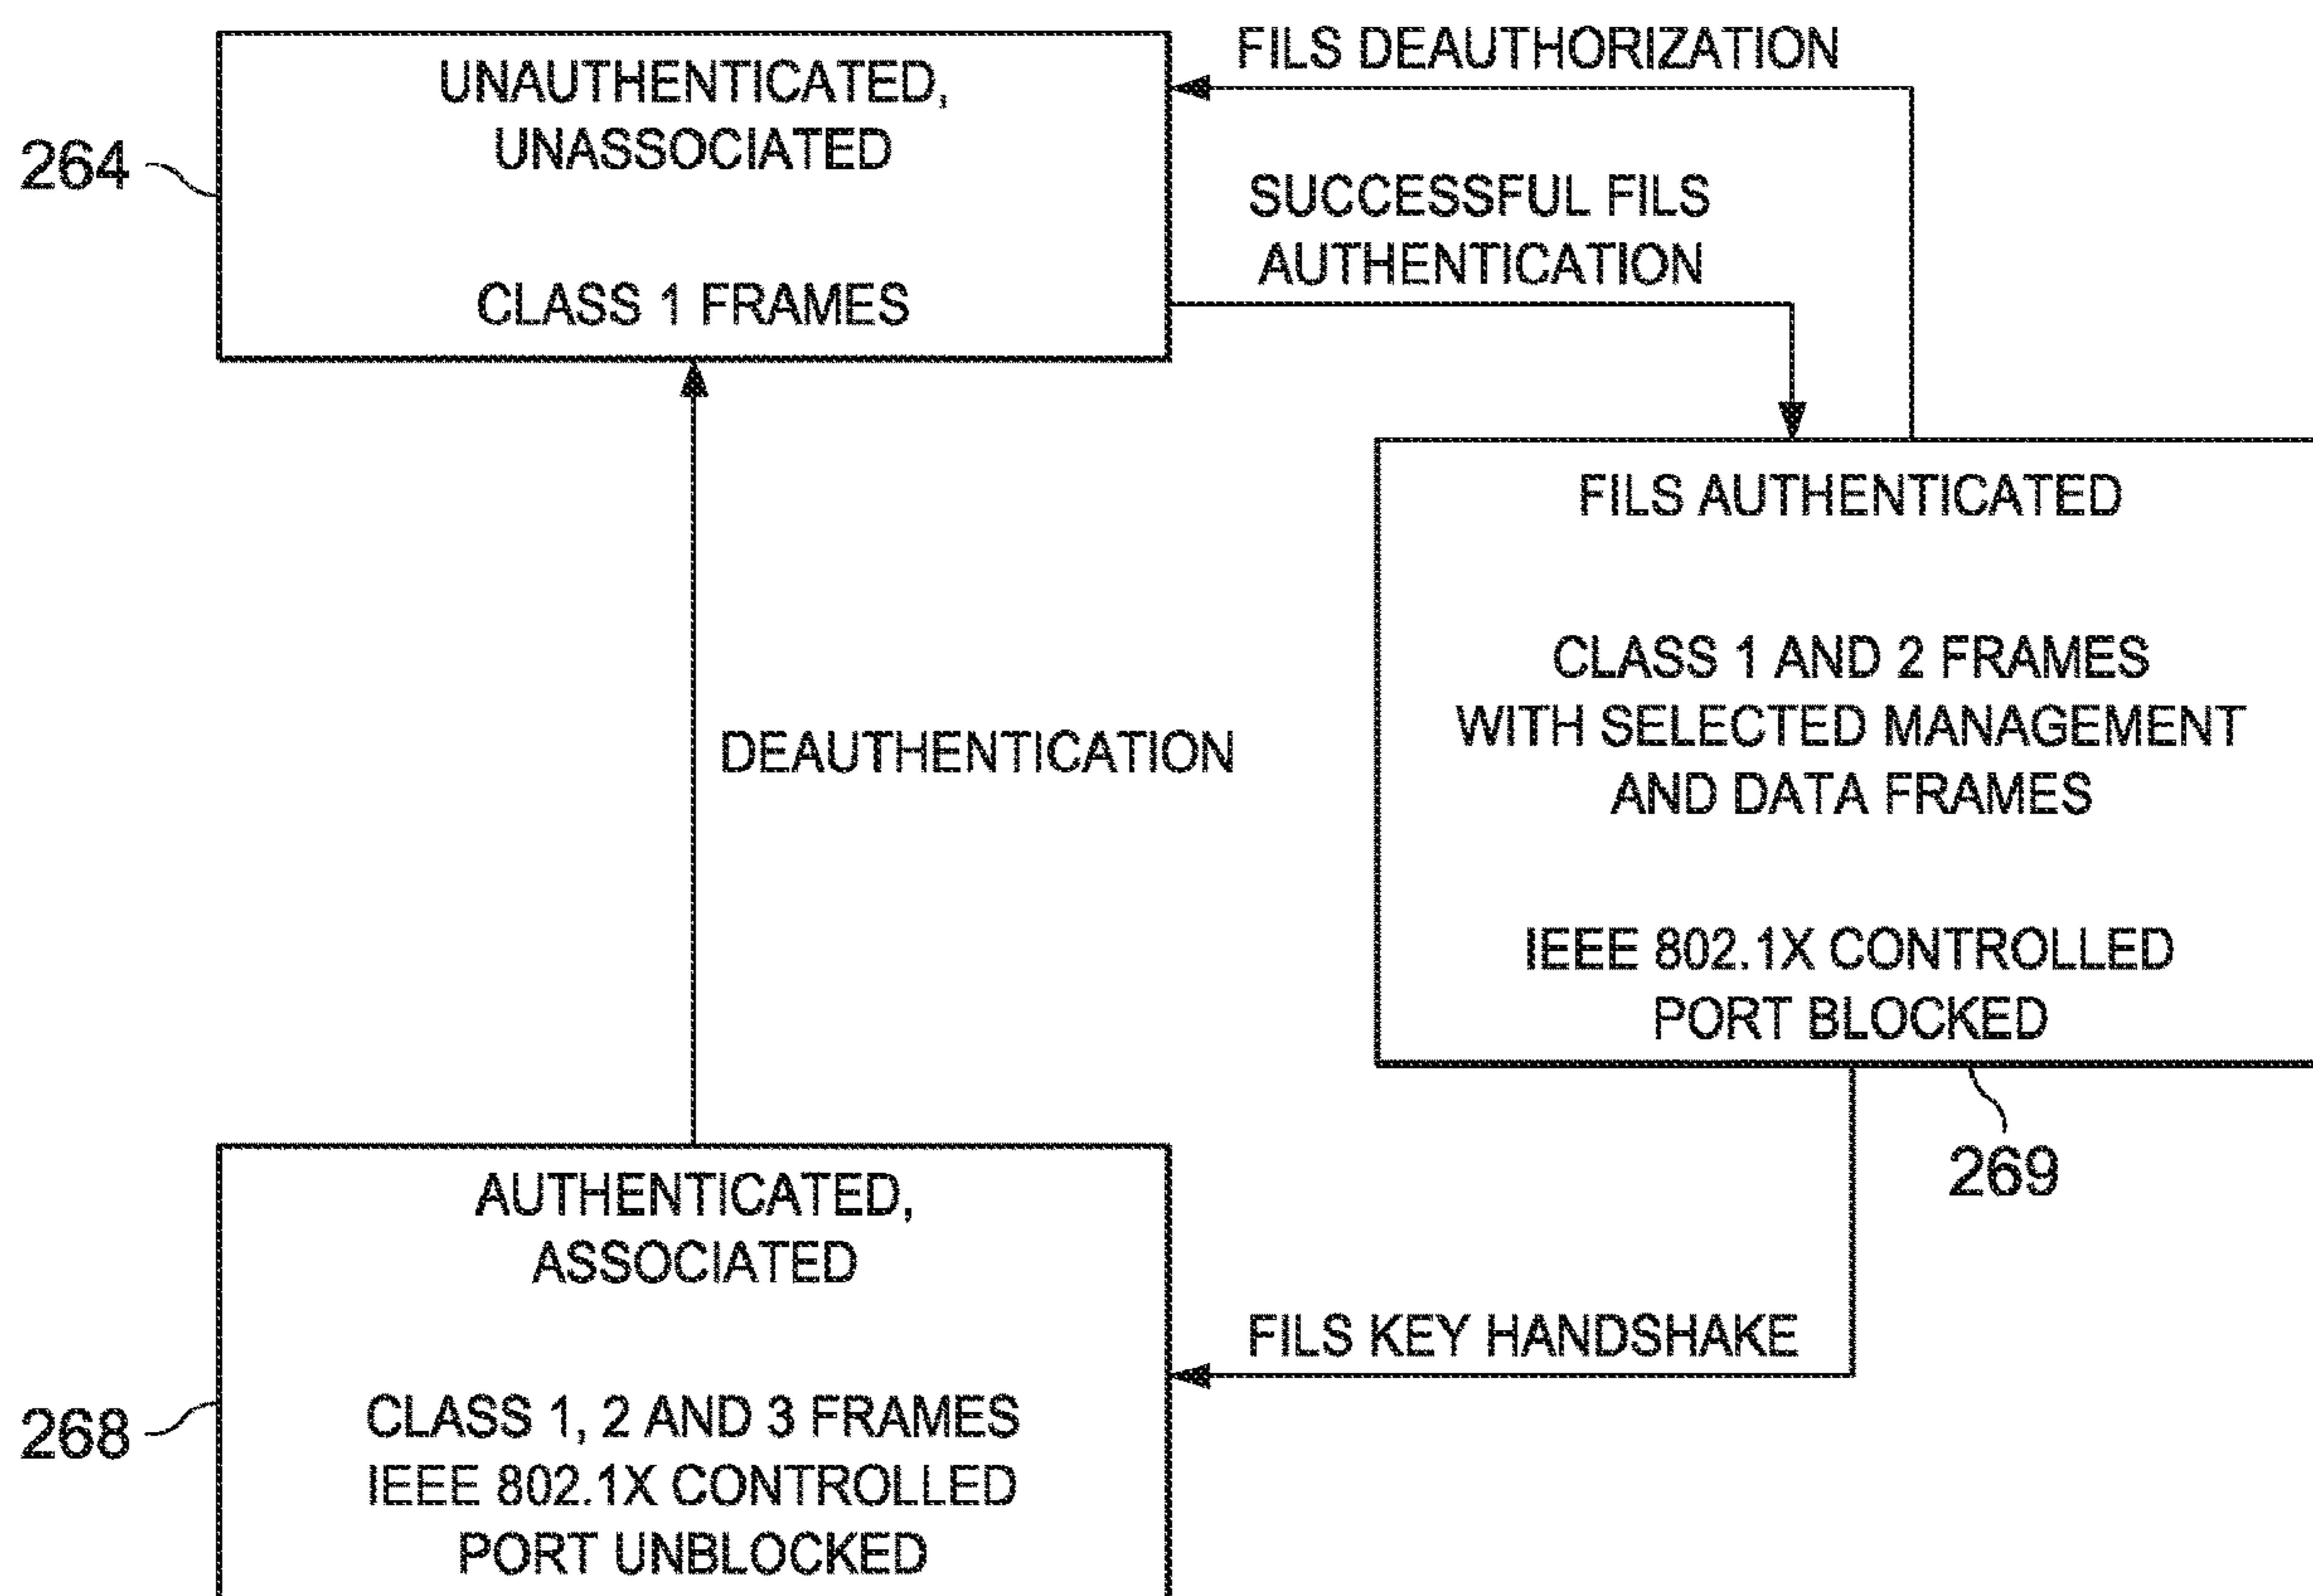 UNAUTHENTICATED,
UNASSOCIATED
CLASS 1 FRAMES
264
FILS DEAUTHORIZATION
SUCCESSFUL FILS
AUTHENTICATION
FILS AUTHENTICATED
CLASS 1 AND 2 FRAMES
WITH SELECTED MANAGEMENT
AND DATA FRAMES
IEEE 802.1X CONTROLLED
PORT BLOCKED
269
DEAUTHENTICATION
AUTHENTICATED,
ASSOCIATED
CLASS 1, 2 AND 3 FRAMES
IEEE 802.1X CONTROLLED
PORT UNBLOCKED
268
FILS KEY HANDSHAKE